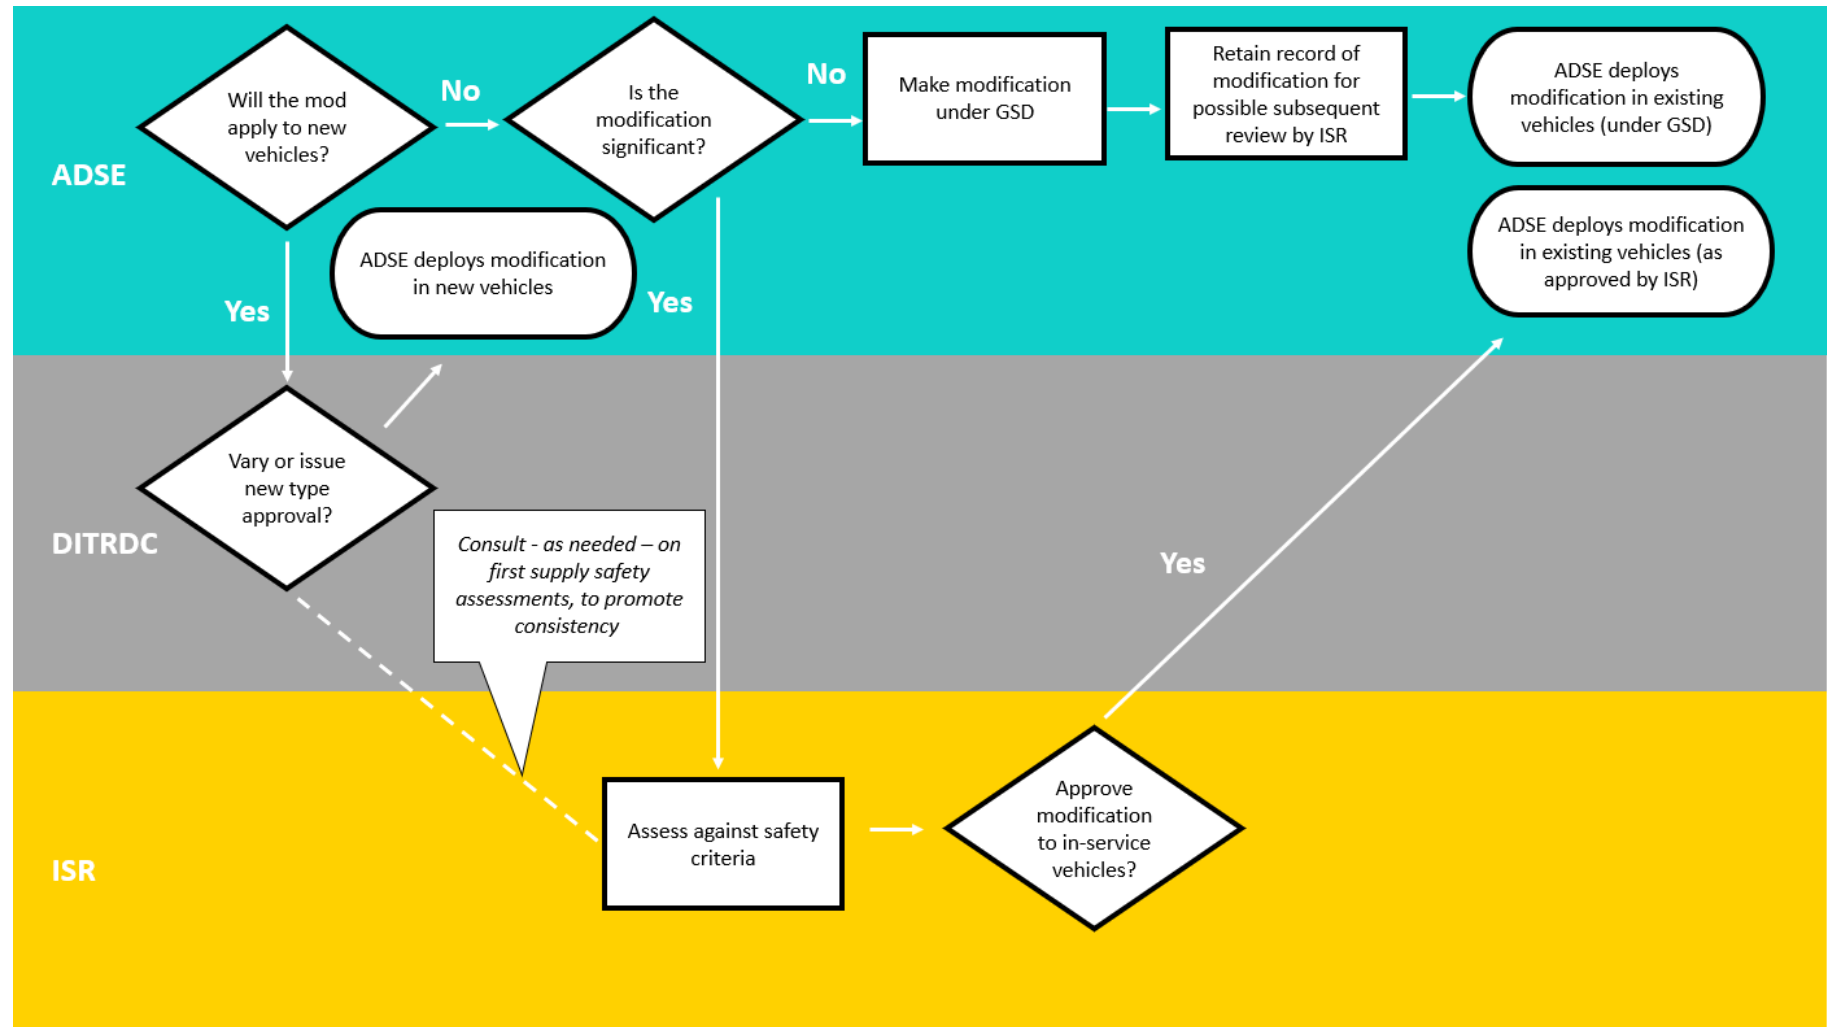 Will the mod
apply to new
vehicles?
No
Is the
modification
significant?
No
Make modification
under GSD
Retain record of
modification for
possible subsequent
review by ISR
ADSE deploys
modification in existing
vehicles (under GSD)
ADSE
ADSE deploys modification
in new vehicles
ADSE deploys modification
in existing vehicles (as
approved by ISR)
Yes
Yes
Vary or issue
new type
approval?
DITRDC
Consult - as needed – on
first supply safety
assessments, to promote
consistency
Yes
ISR
Assess against safety
criteria
Approve
modification
to in-service
vehicles?